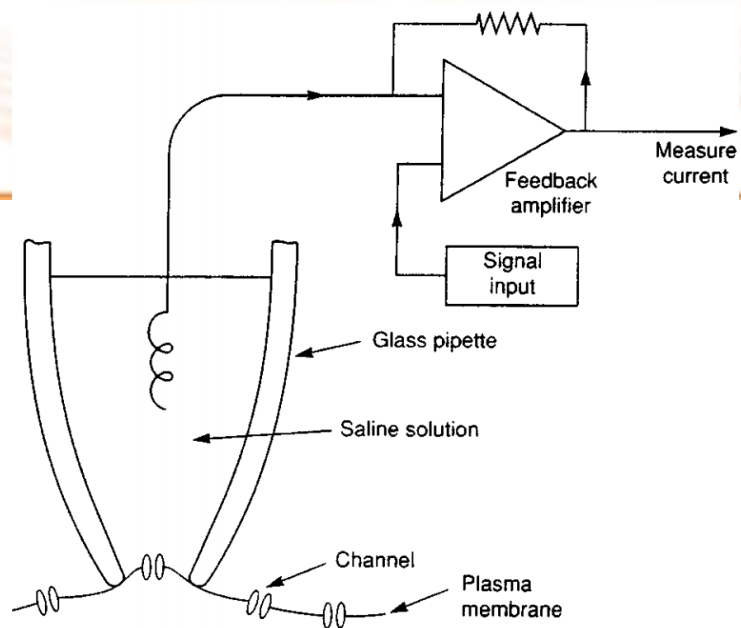 Measure
current
Feedback
amplifier
Signal
input
Glass pipette
Saline solution
Channel
Plasma
membrane